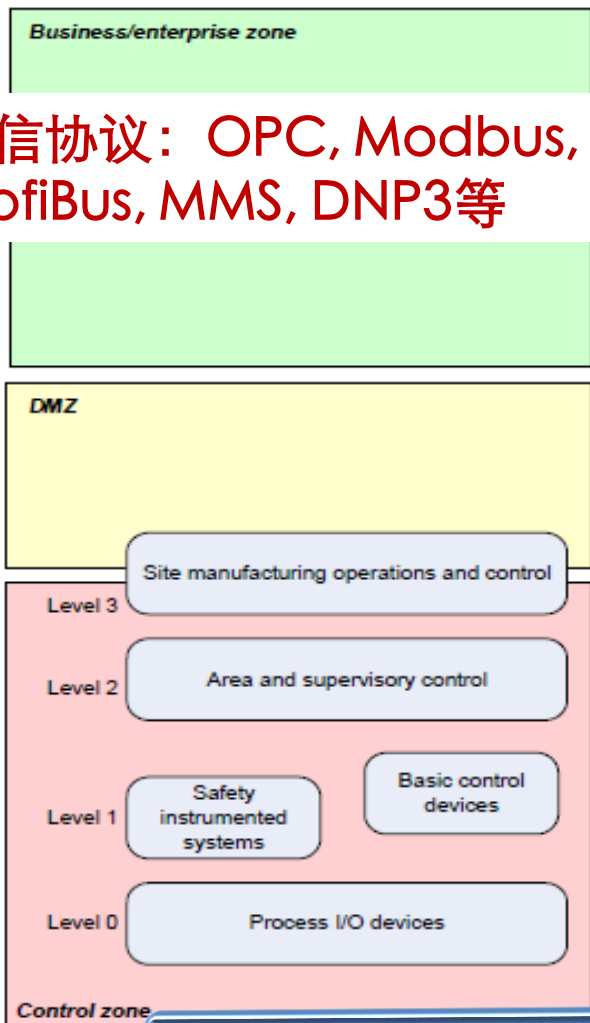 Business/enterprise zone
信协议：OPC, Modbus,
ofiBus, MMS, DNP3等
DMZ
Site manufacturing operations and control
Level 3
Level 2
Area and supervisory control
Basic control
devices
Level 1
Safety
instrumented
systems
Level 0
Process I/O devices
Control zone